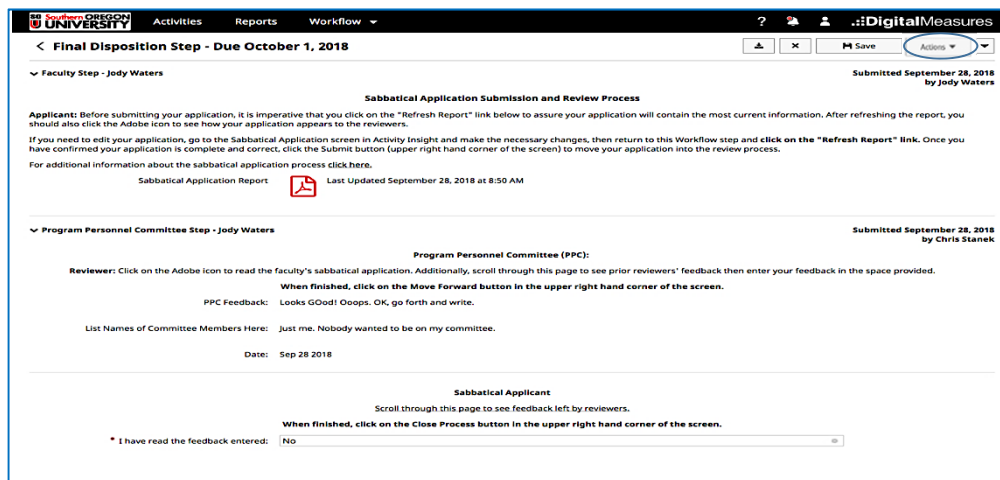 SO Southern OREGON
UNIVERSITY Activities Reports Workflow ? .:: DigitalMeasures
< Final Disposition Step - Due October 1, 2018 Save Actions
Faculty Step - Jody Waters Submitted September 28, 2018
by Jody Waters
Sabbatical Application Submission and Review Process
Applicant: Before submitting your application, it is imperative that you click on the "Refresh Report" link below to assure your application will contain the most current information. After refreshing the report, you
should also click the Adobe icon to see how your application appears to the reviewers.
If you need to edit your application, go to the Sabbatical Application screen in Activity Insight and make the necessary changes, then return to this Workflow step and click on the "Refresh Report" link. Once you
have confirmed your application is complete and correct, click the Submit button (upper right hand corner of the screen) to move your application into the review process.
For additional information about the sabbatical application process click here.
Sabbatical Application Report Last Updated September 28, 2018 at 8:50 AM
Program Personnel Committee Step - Jody Waters Submitted September 28, 2018
by Chris Stanek
Program Personnel Committee (PPC):
Reviewer: Click on the Adobe icon to read the faculty's sabbatical application. Additionally, scroll through this page to see prior reviewers' feedback then enter your feedback in the space provided.
When finished, click on the Move Forward button in the upper right hand corner of the screen.
PPC Feedback: Looks GOod! Ooops. OK, go forth and write.
List Names of Committee Members Here: Just me. Nobody wanted to be on my committee.
Date: Sep 28 2018
Sabbatical Applicant
Scroll through this page to see feedback left by reviewers.
When finished, click on the Close Process button in the upper right hand corner of the screen.
* I have read the feedback entered: No